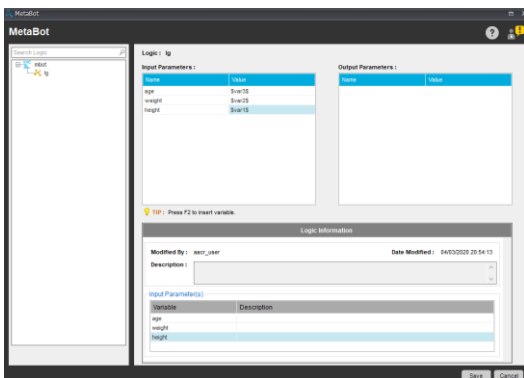 MetaBot
MetaBot
Search Logic
mbot
lg
Logic : lg
Input Parameters :
Name Value
age $var3$
weight $var2$
height $var1$
Output Parameters :
Name Value
TIP : Press F2 to insert variable.
Logic Information
Modified By : aacr_user
Date Modified : 04/03/2020 20:54:13
Description :
Input Parameter(s)
Variable Description
age
weight
height
Save Cancel